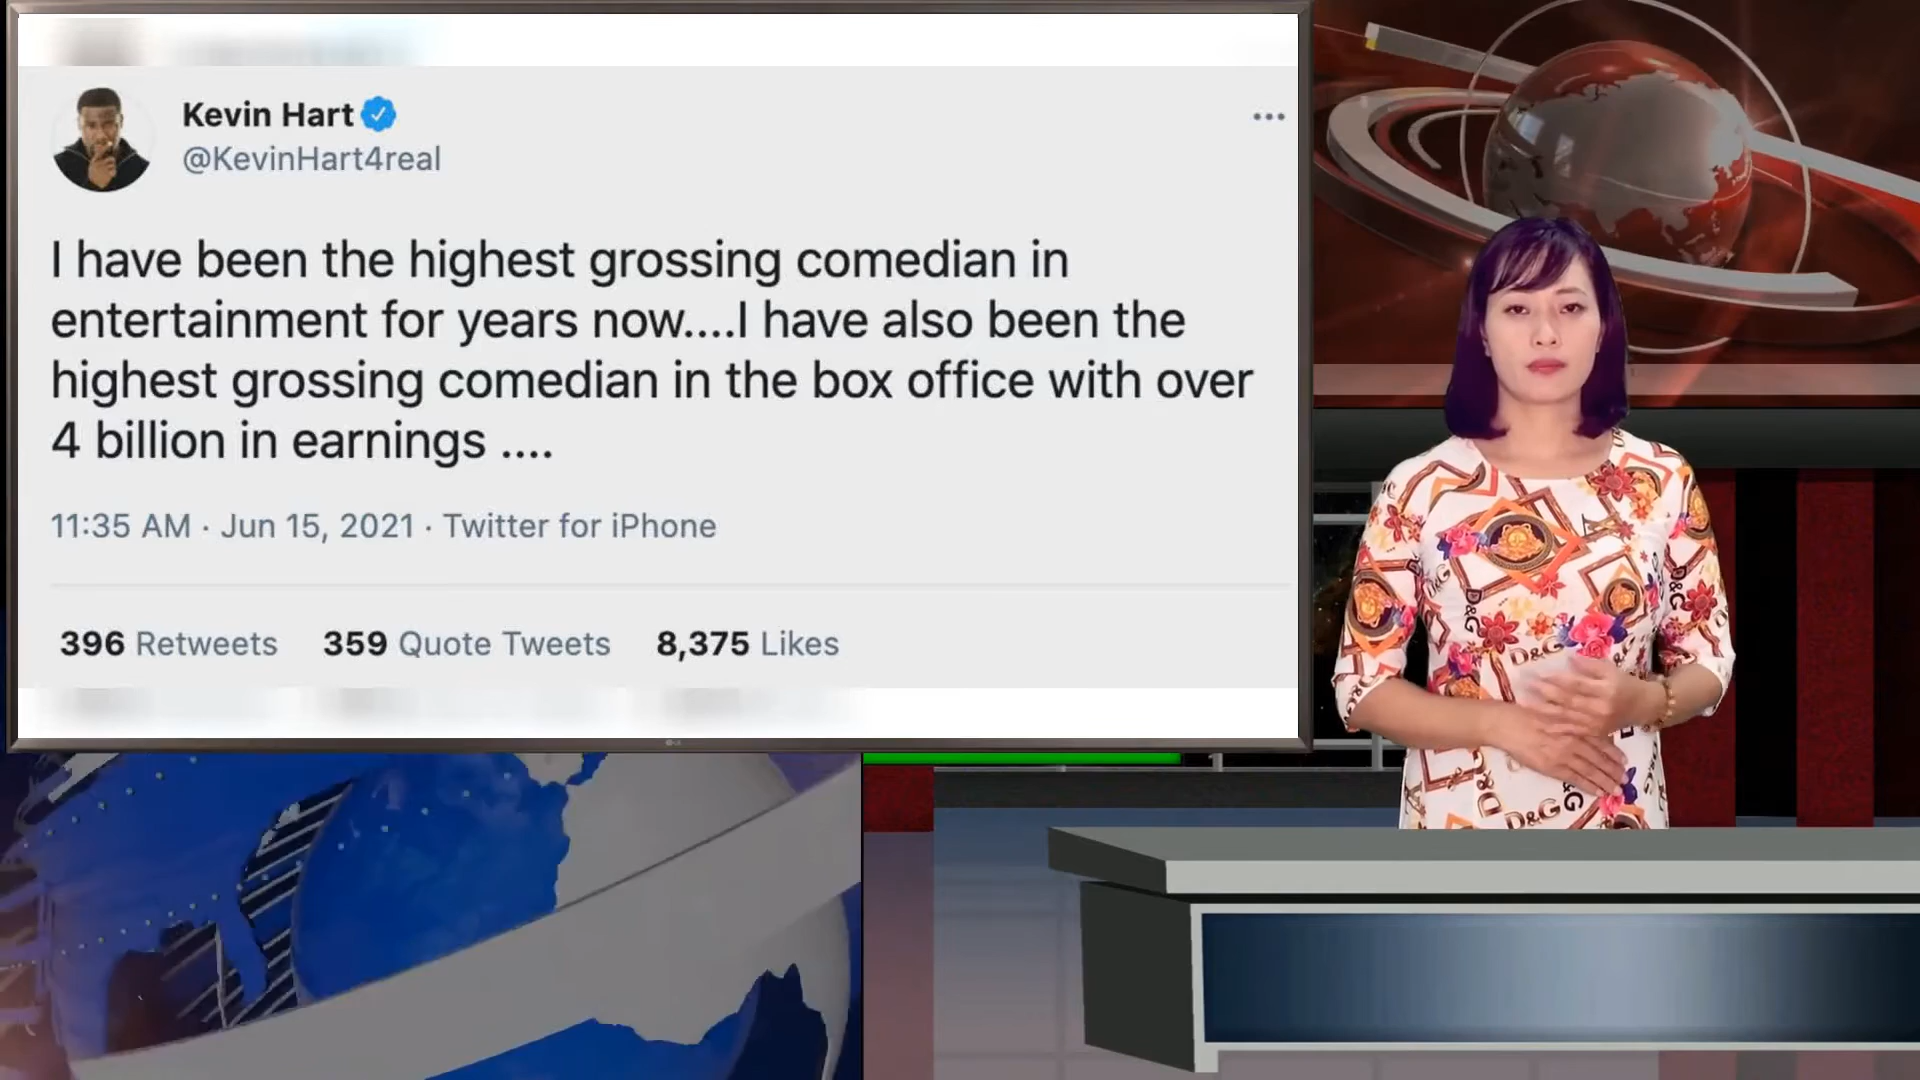 Kevin Hart
@KevinHart4real
I have been the highest grossing comedian in
entertainment for years now....I have also been the
highest grossing comedian in the box office with over
4 billion in earnings ....
11:35 AM · Jun 15, 2021 · Twitter for iPhone
396 Retweets 359 Quote Tweets 8,375 Likes
D&G
D&G
D&G
D&G
D&G
D&G